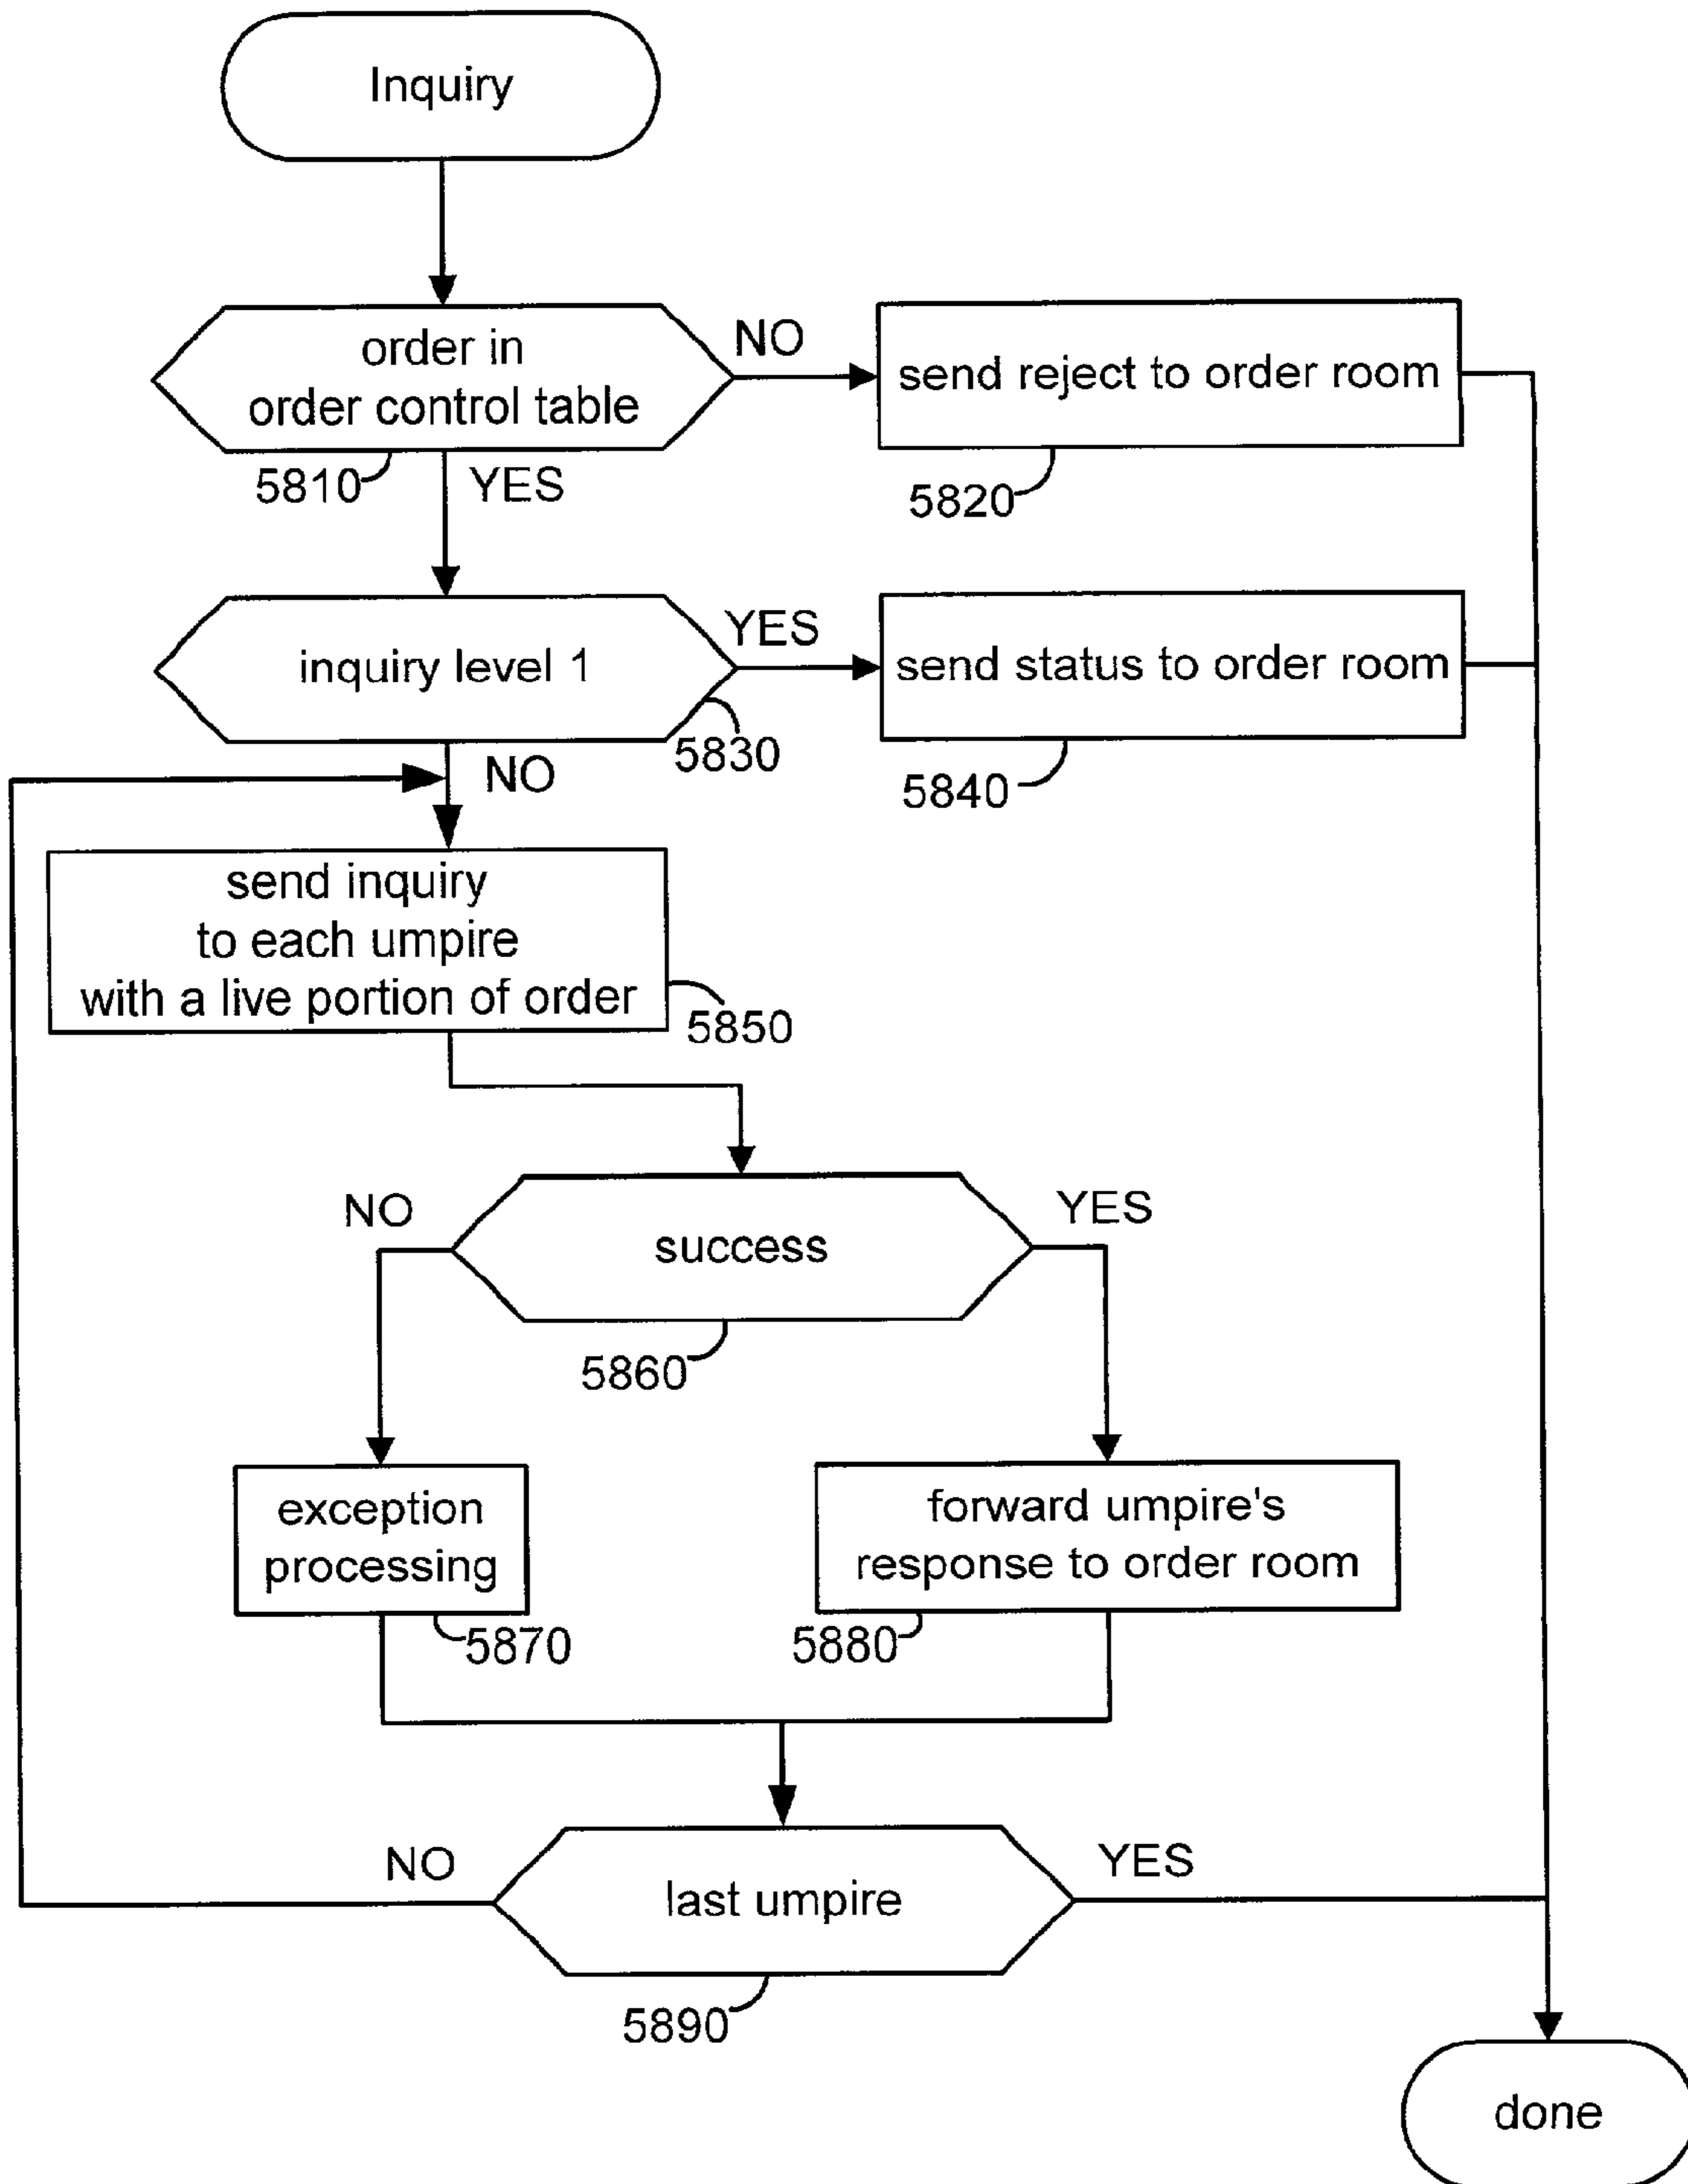 Inquiry
order in
order control table
NO
send reject to order room
5810
YES
5820
inquiry level 1
YES
send status to order room
5830
5840
NO
send inquiry
to each umpire
with a live portion of order
5850
NO
YES
success
5860
exception
processing
forward umpire's
response to order room
5870
5880
NO
YES
last umpire
5890
done